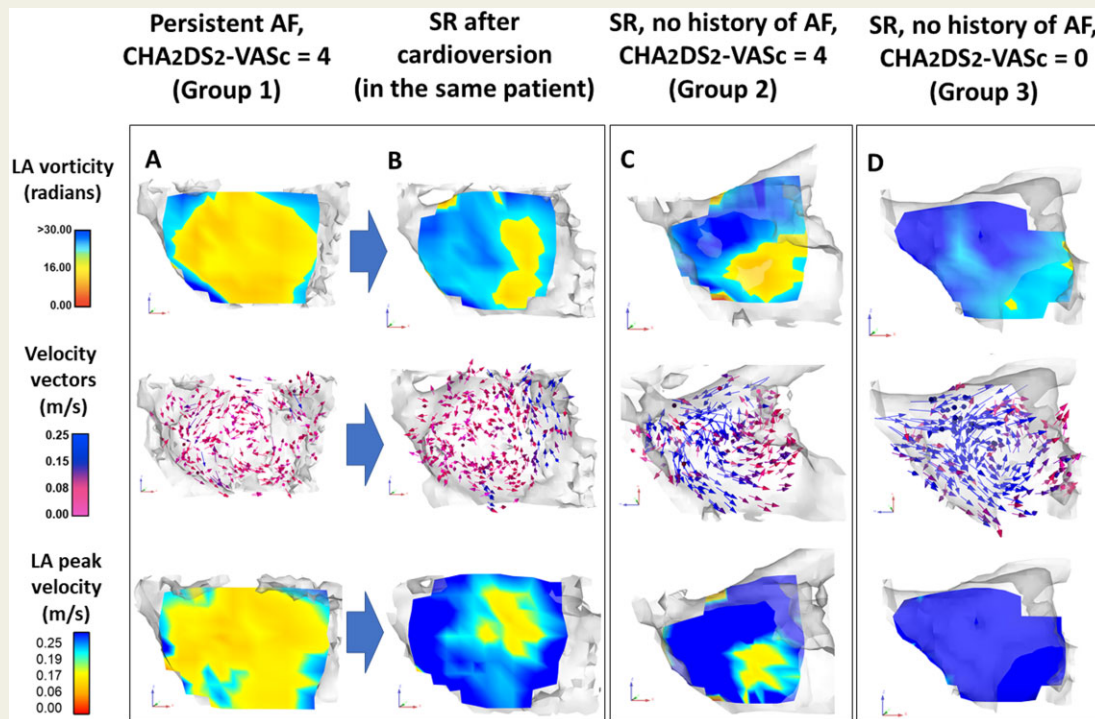 Persistent AF,
CHA2DS2-VASc = 4
(Group 1)
SR after
cardioversion
(in the same patient)
SR, no history of AF,
CHA2DS2-VASc = 4
(Group 2)
SR, no history of AF,
CHA2DS2-VASc = 0
(Group 3)
LA vorticity
(radians)
>30.00
16.00
0.00
A
B
C
D
Velocity
vectors
(m/s)
0.25
0.15
0.08
0.00
LA peak
velocity
(m/s)
0.25
0.19
0.17
0.06
0.00